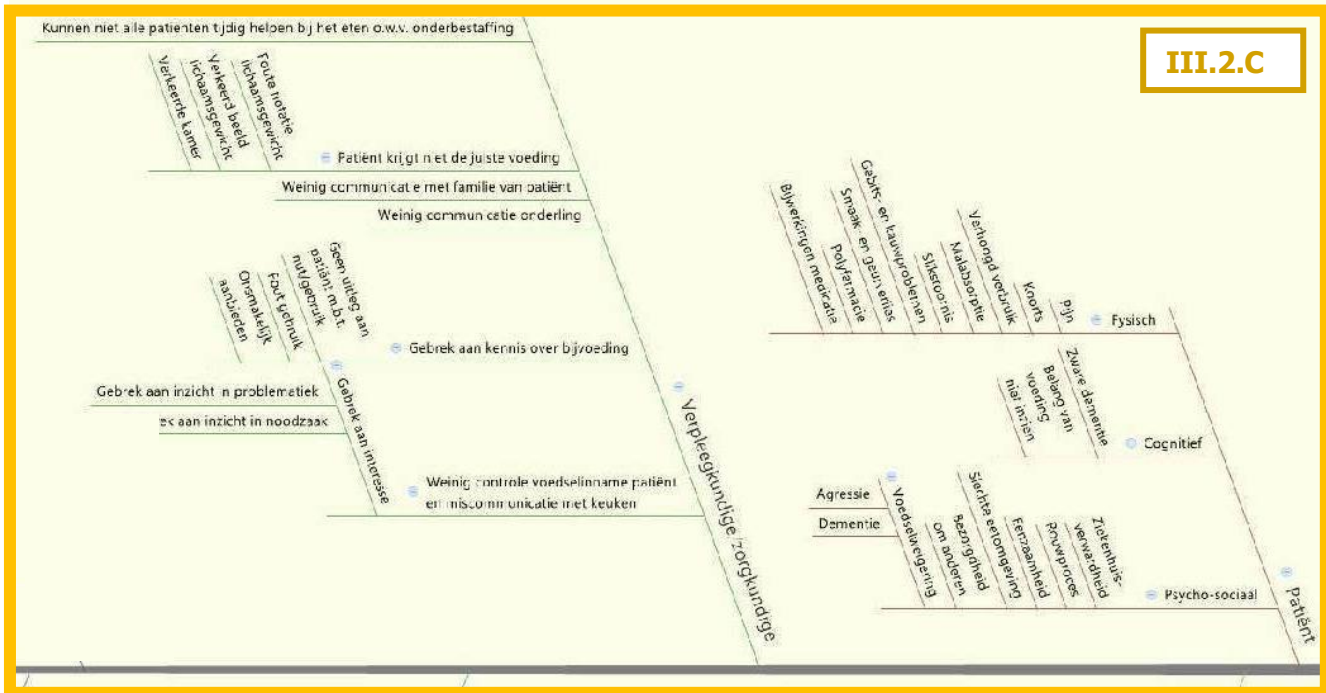 Kunnen niet alle patiënten tijdig helpen bij het eten o.w.v. onderbestaffing
III.2.C
Foute notatie
lichaamsgewicht
Verkeerd beeld
lichaamsgewicht
Verkeerde kamer
Patiënt krijgt niet de juiste voeding
Weinig communicatie met familie van patiënt
Weinig communicatie onderling
Geen uitleg aan
patiënt m.b.t.
nut/gebruik
Fout gebruik
Onsmakelijk
aanbieden
Gebrek aan kennis over bijvoeding
Gebrek aan inzicht in problematiek
ek aan inzicht in noodzaak
Gebrek aan interesse
Weinig controle voedselinname patiënt
en miscommunicatie met keuken
Verpleegkundige/zorgkundige
Bijwerkingen medicatie
Polyfarmacie
Smaak- en geurverlies
Gebits- en kauwproblemen
Slikstoornis
Malabsorptie
Verhoogd verbruik
Koorts
Pijn
Fysisch
Zware dementie
Belang van
voeding
niet inzien
Cognitief
Agressie
Dementie
Voedselweigering
Bezorgdheid
om anderen
Slechte eetomgeving
Eenzaamheid
Rouwproces
Ziekenhuis-
verwardheid
Psycho-sociaal
Patiënt